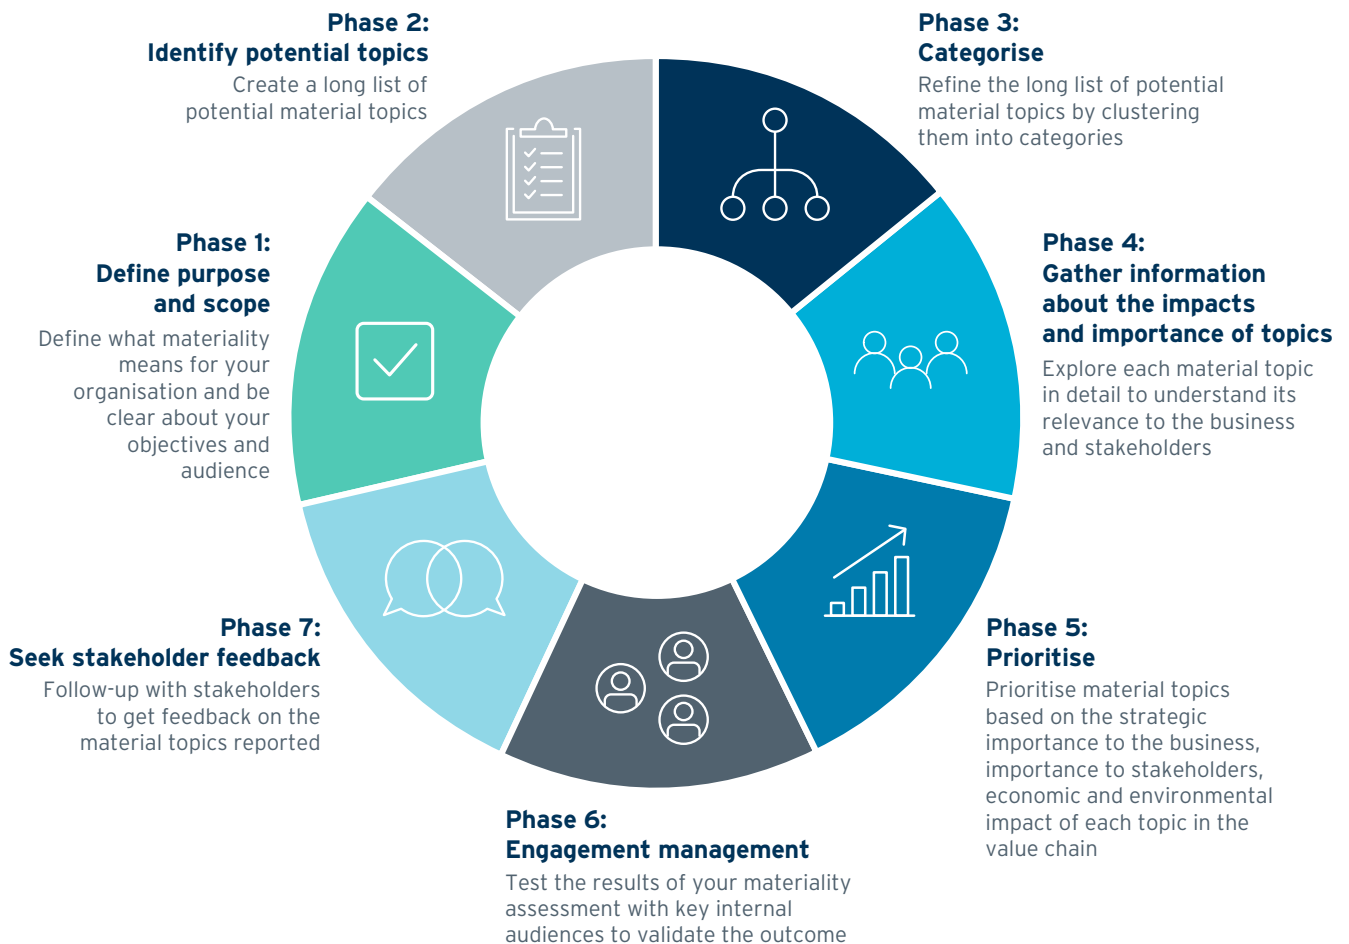 Phase 1:
Define purpose
and scope
Define what materiality
means for your
organisation and be
clear about your
objectives and
audience
Phase 2:
Identify potential topics
Create a long list of
potential material topics
Phase 3:
Categorise
Refine the long list of potential
material topics by clustering
them into categories
Phase 4:
Gather information
about the impacts
and importance of topics
Explore each material topic
in detail to understand its
relevance to the business
and stakeholders
Phase 5:
Prioritise
Prioritise material topics
based on the strategic
importance to the business,
importance to stakeholders,
economic and environmental
impact of each topic in the
value chain
Phase 6:
Engagement management
Test the results of your materiality
assessment with key internal
audiences to validate the outcome
Phase 7:
Seek stakeholder feedback
Follow-up with stakeholders
to get feedback on the
material topics reported